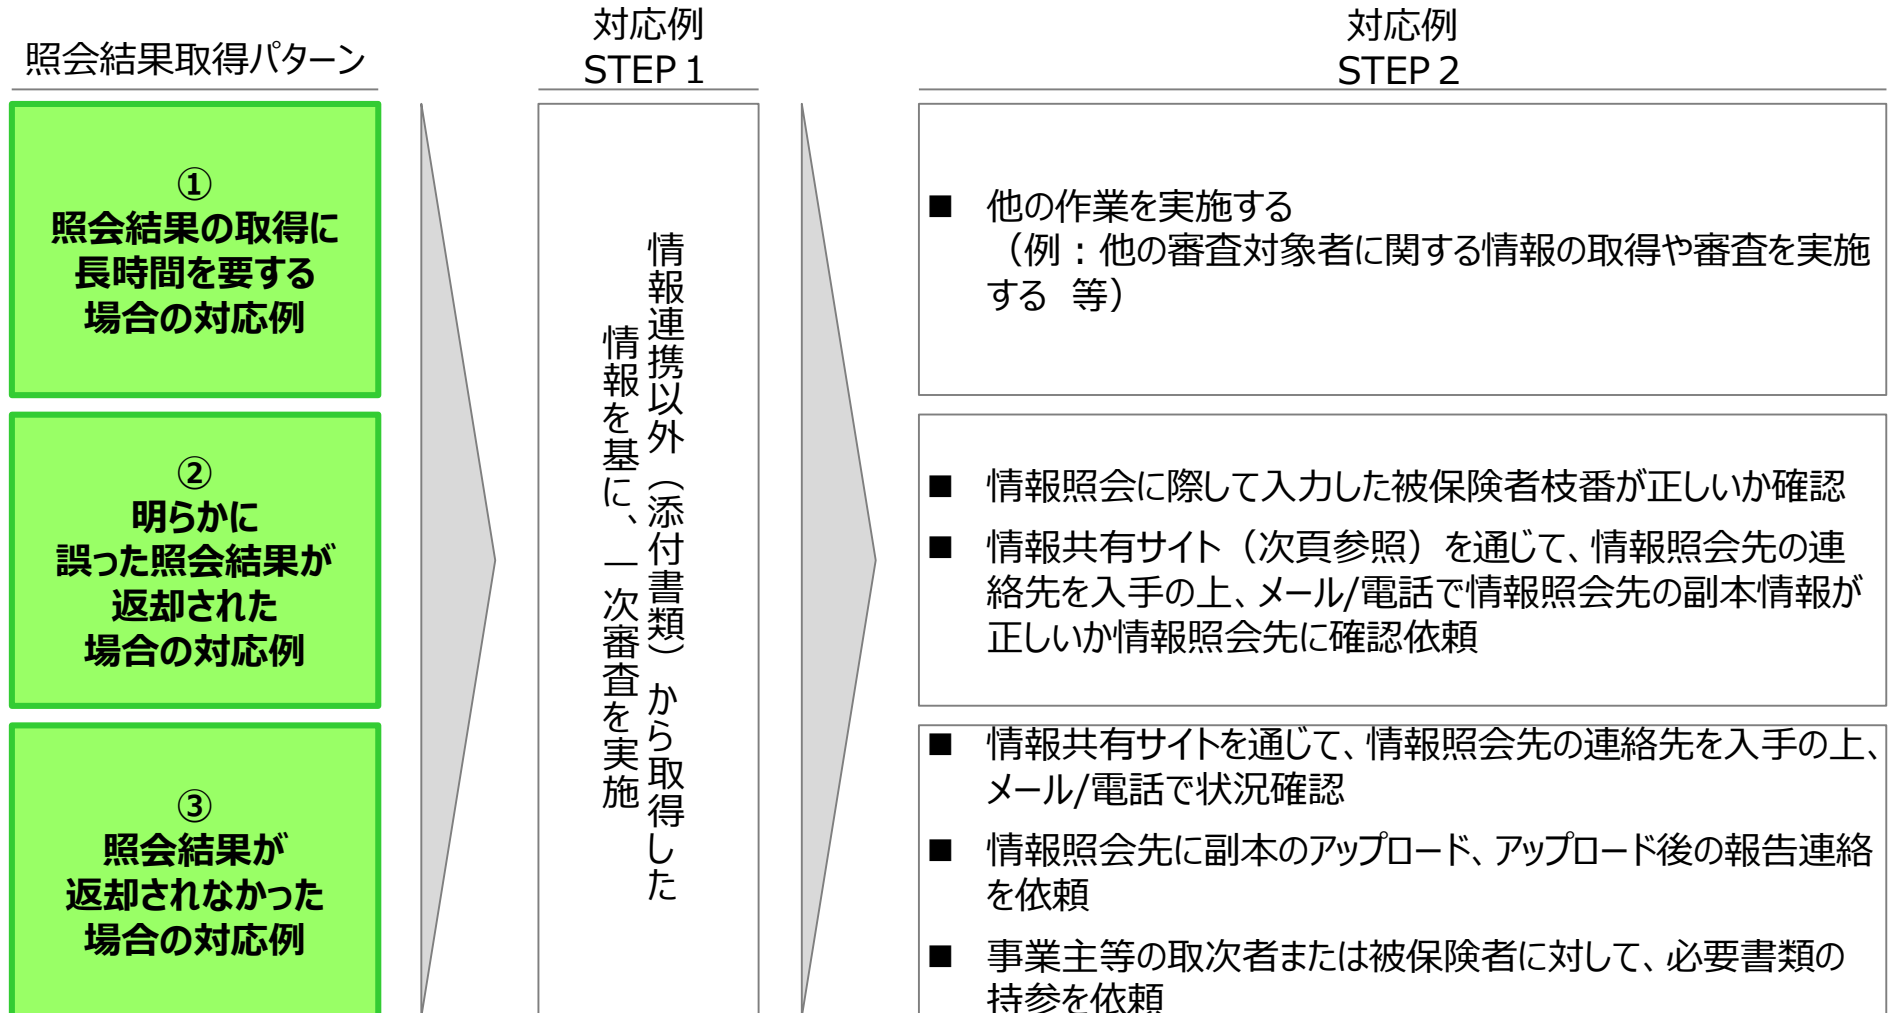 照会結果取得パターン
対応例
STEP 1
対応例
STEP 2
①
照会結果の取得に
長時間を要する
場合の対応例
②
明らかに
誤った照会結果が
返却された
場合の対応例
③
照会結果が
返却されなかった
場合の対応例
情報連携以外（添付書類）から取得した
情報を基に、一次審査を実施
■ 他の作業を実施する
（例：他の審査対象者に関する情報の取得や審査を実施
する 等）
■ 情報照会に際して入力した被保険者枝番が正しいか確認
■ 情報共有サイト（次頁参照）を通じて、情報照会先の連
絡先を入手の上、メール/電話で情報照会先の副本情報が
正しいか情報照会先に確認依頼
■ 情報共有サイトを通じて、情報照会先の連絡先を入手の上、
メール/電話で状況確認
■ 情報照会先に副本のアップロード、アップロード後の報告連絡
を依頼
■ 事業主等の取次者または被保険者に対して、必要書類の
持参を依頼